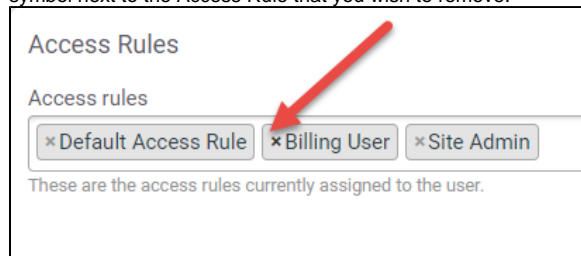 symbol next to the Access Rule that you wish to remove.
Access Rules
Access rules
×Default Access Rule ×Billing User ×Site Admin
These are the access rules currently assigned to the user.